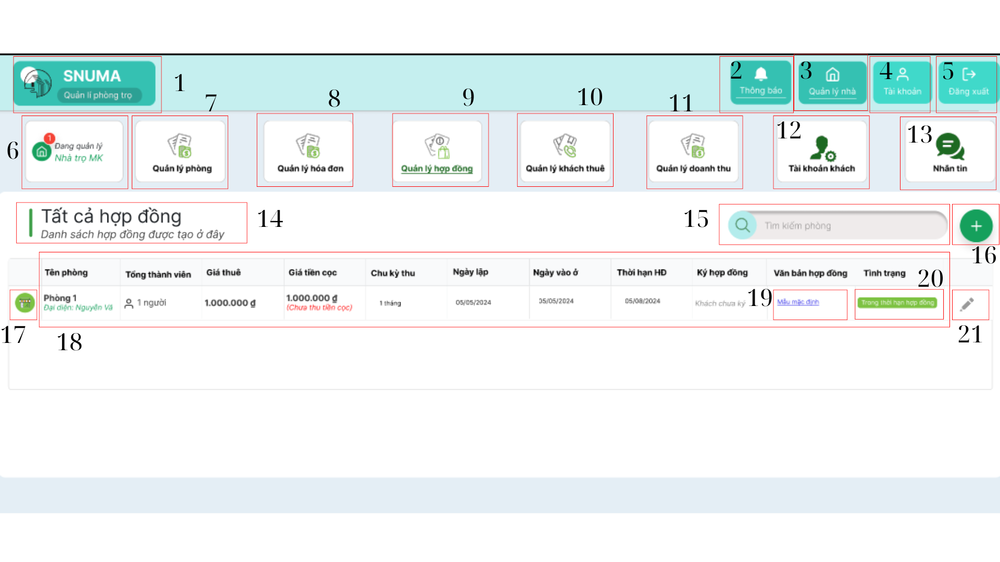 SNUMA
Quản lí phòng trọ
1
2
Thông báo
3
Quản lý nhà
4
Tài khoản
5
Đăng xuất
6
1
Đang quản lý
Nhà trọ MK
7
Quản lý phòng
8
Quản lý hóa đơn
9
Quản lý hợp đồng
10
Quản lý khách thuê
11
Quản lý doanh thu
12
Tài khoản khách
13
Nhắn tin
Tất cả hợp đồng
Danh sách hợp đồng được tạo ở đây
14
15
Tìm kiếm phòng
16
Tên phòng
Tổng thành viên
Giá thuê
Giá tiền cọc
Chu kỳ thu
Ngày lập
Ngày vào ở
Thời hạn HĐ
Ký hợp đồng
Văn bản hợp đồng
Tình trạng
20
Phòng 1
Đại diện: Nguyễn Vă
1 người
1.000.000 ₫
1.000.000 ₫
(Chưa thu tiền cọc)
1 tháng
05/05/2024
05/05/2024
05/08/2024
Khách chưa ký
19
Mẫu mặc định
Trong thời hạn hợp đồng
17
18
21